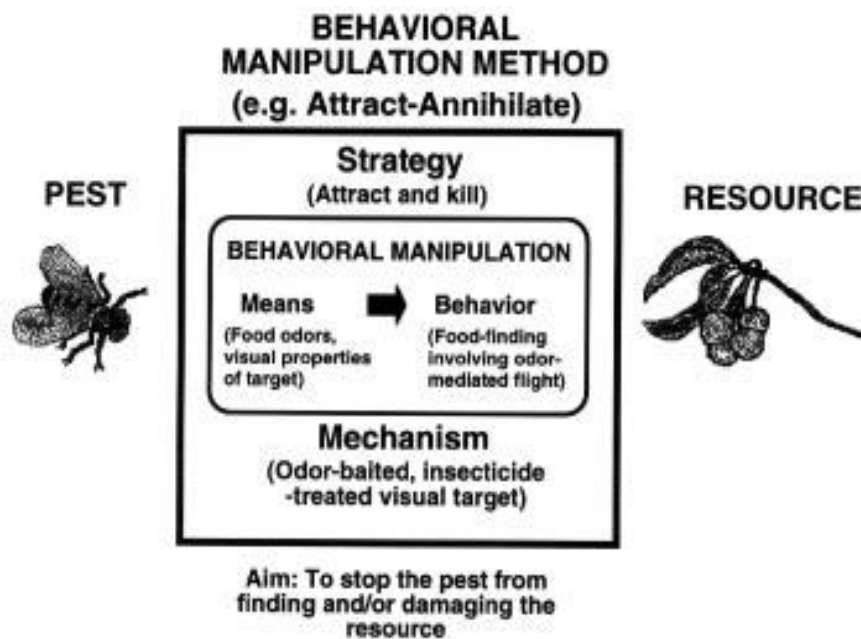 BEHAVIORAL
MANIPULATION METHOD
(e.g. Attract-Annihilate)
Strategy
(Attract and kill)
PEST
RESOURCE
BEHAVIORAL MANIPULATION
Means
Behavior
(Food odors,
visual properties
of target)
(Food-finding
involving odor-
mediated flight)
Mechanism
(Odor-baited, insecticide
-treated visual target)
Aim: To stop the pest from
finding and/or damaging the
resource